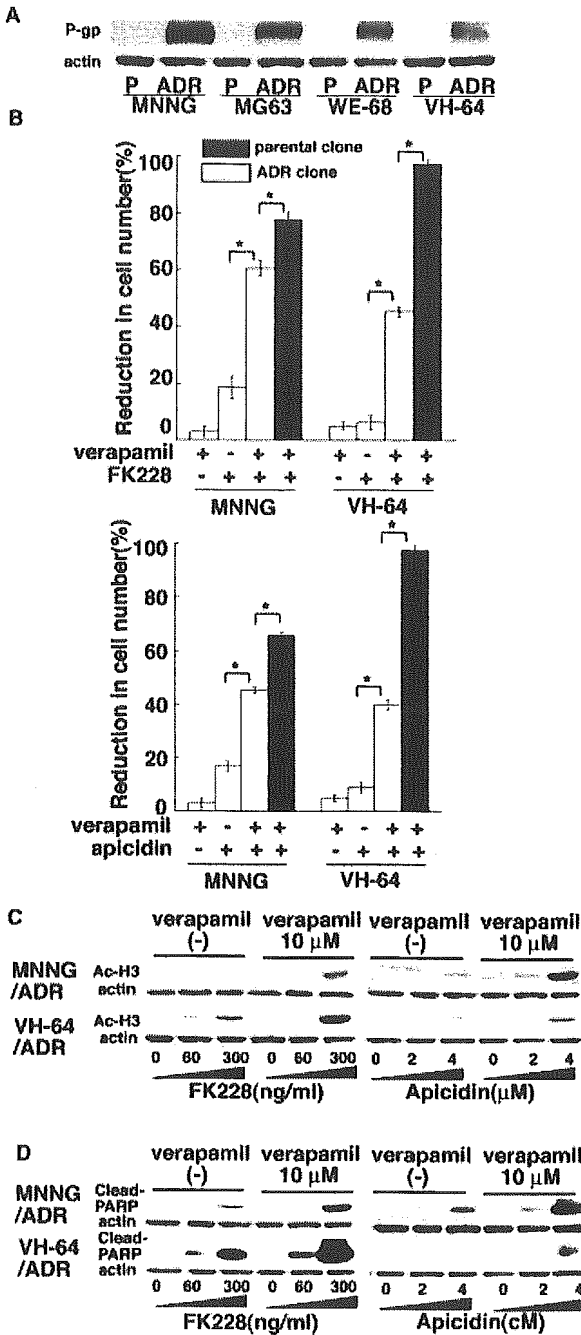 A
P-gp
actin
P ADR P ADR P ADR P ADR
MNNG MG63 WE-68 VH-64
B
parental clone
ADR clone
Reduction in cell number(%)
100
80
60
40
20
0
* * * *
verapamil + - + + + - + +
FK228 - + + + - + + +
MNNG VH-64
Reduction in cell number(%)
100
80
60
40
20
0
* * * *
verapamil + - + + + - + +
apicidin - + + + - + + +
MNNG VH-64
C
verapamil verapamil verapamil verapamil
(-) 10 µM (-) 10 µM
MNNG Ac-H3
/ADR actin
VH-64 Ac-H3
/ADR actin
0 60 300 0 60 300 0 2 4 0 2 4
FK228(ng/ml) Apicidin(µM)
D
verapamil verapamil verapamil verapamil
(-) 10 µM (-) 10 µM
MNNG Clead-
/ADR PARP
actin
VH-64 Clead-
/ADR PARP
actin
0 60 300 0 60 300 0 2 4 0 2 4
FK228(ng/ml) Apicidin(cM)